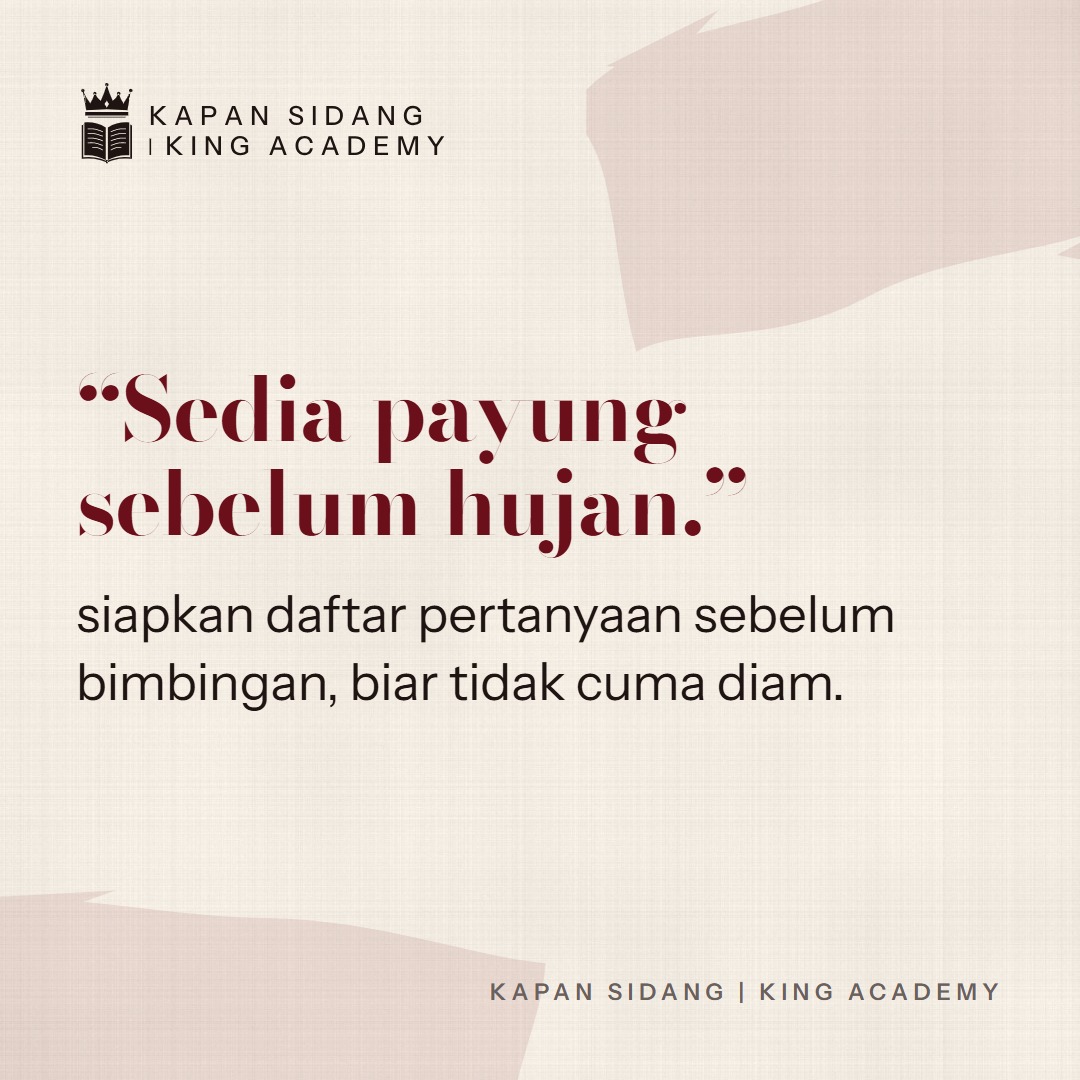 KAPAN SIDANG
| KING ACADEMY
“Sedia payung
sebelum hujan.”
siapkan daftar pertanyaan sebelum
bimbingan, biar tidak cuma diam.
KAPAN SIDANG | KING ACADEMY